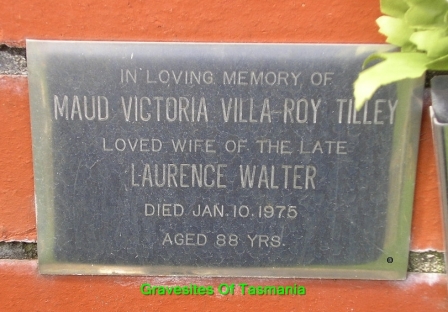 IN LOVING MEMORY OF
MAUD VICTORIA VILLA-ROY TILLEY
LOVED WIFE OF THE LATE
LAURENCE WALTER
DIED JAN. 10. 1975
AGED 88 YRS.
Gravesites Of Tasmania